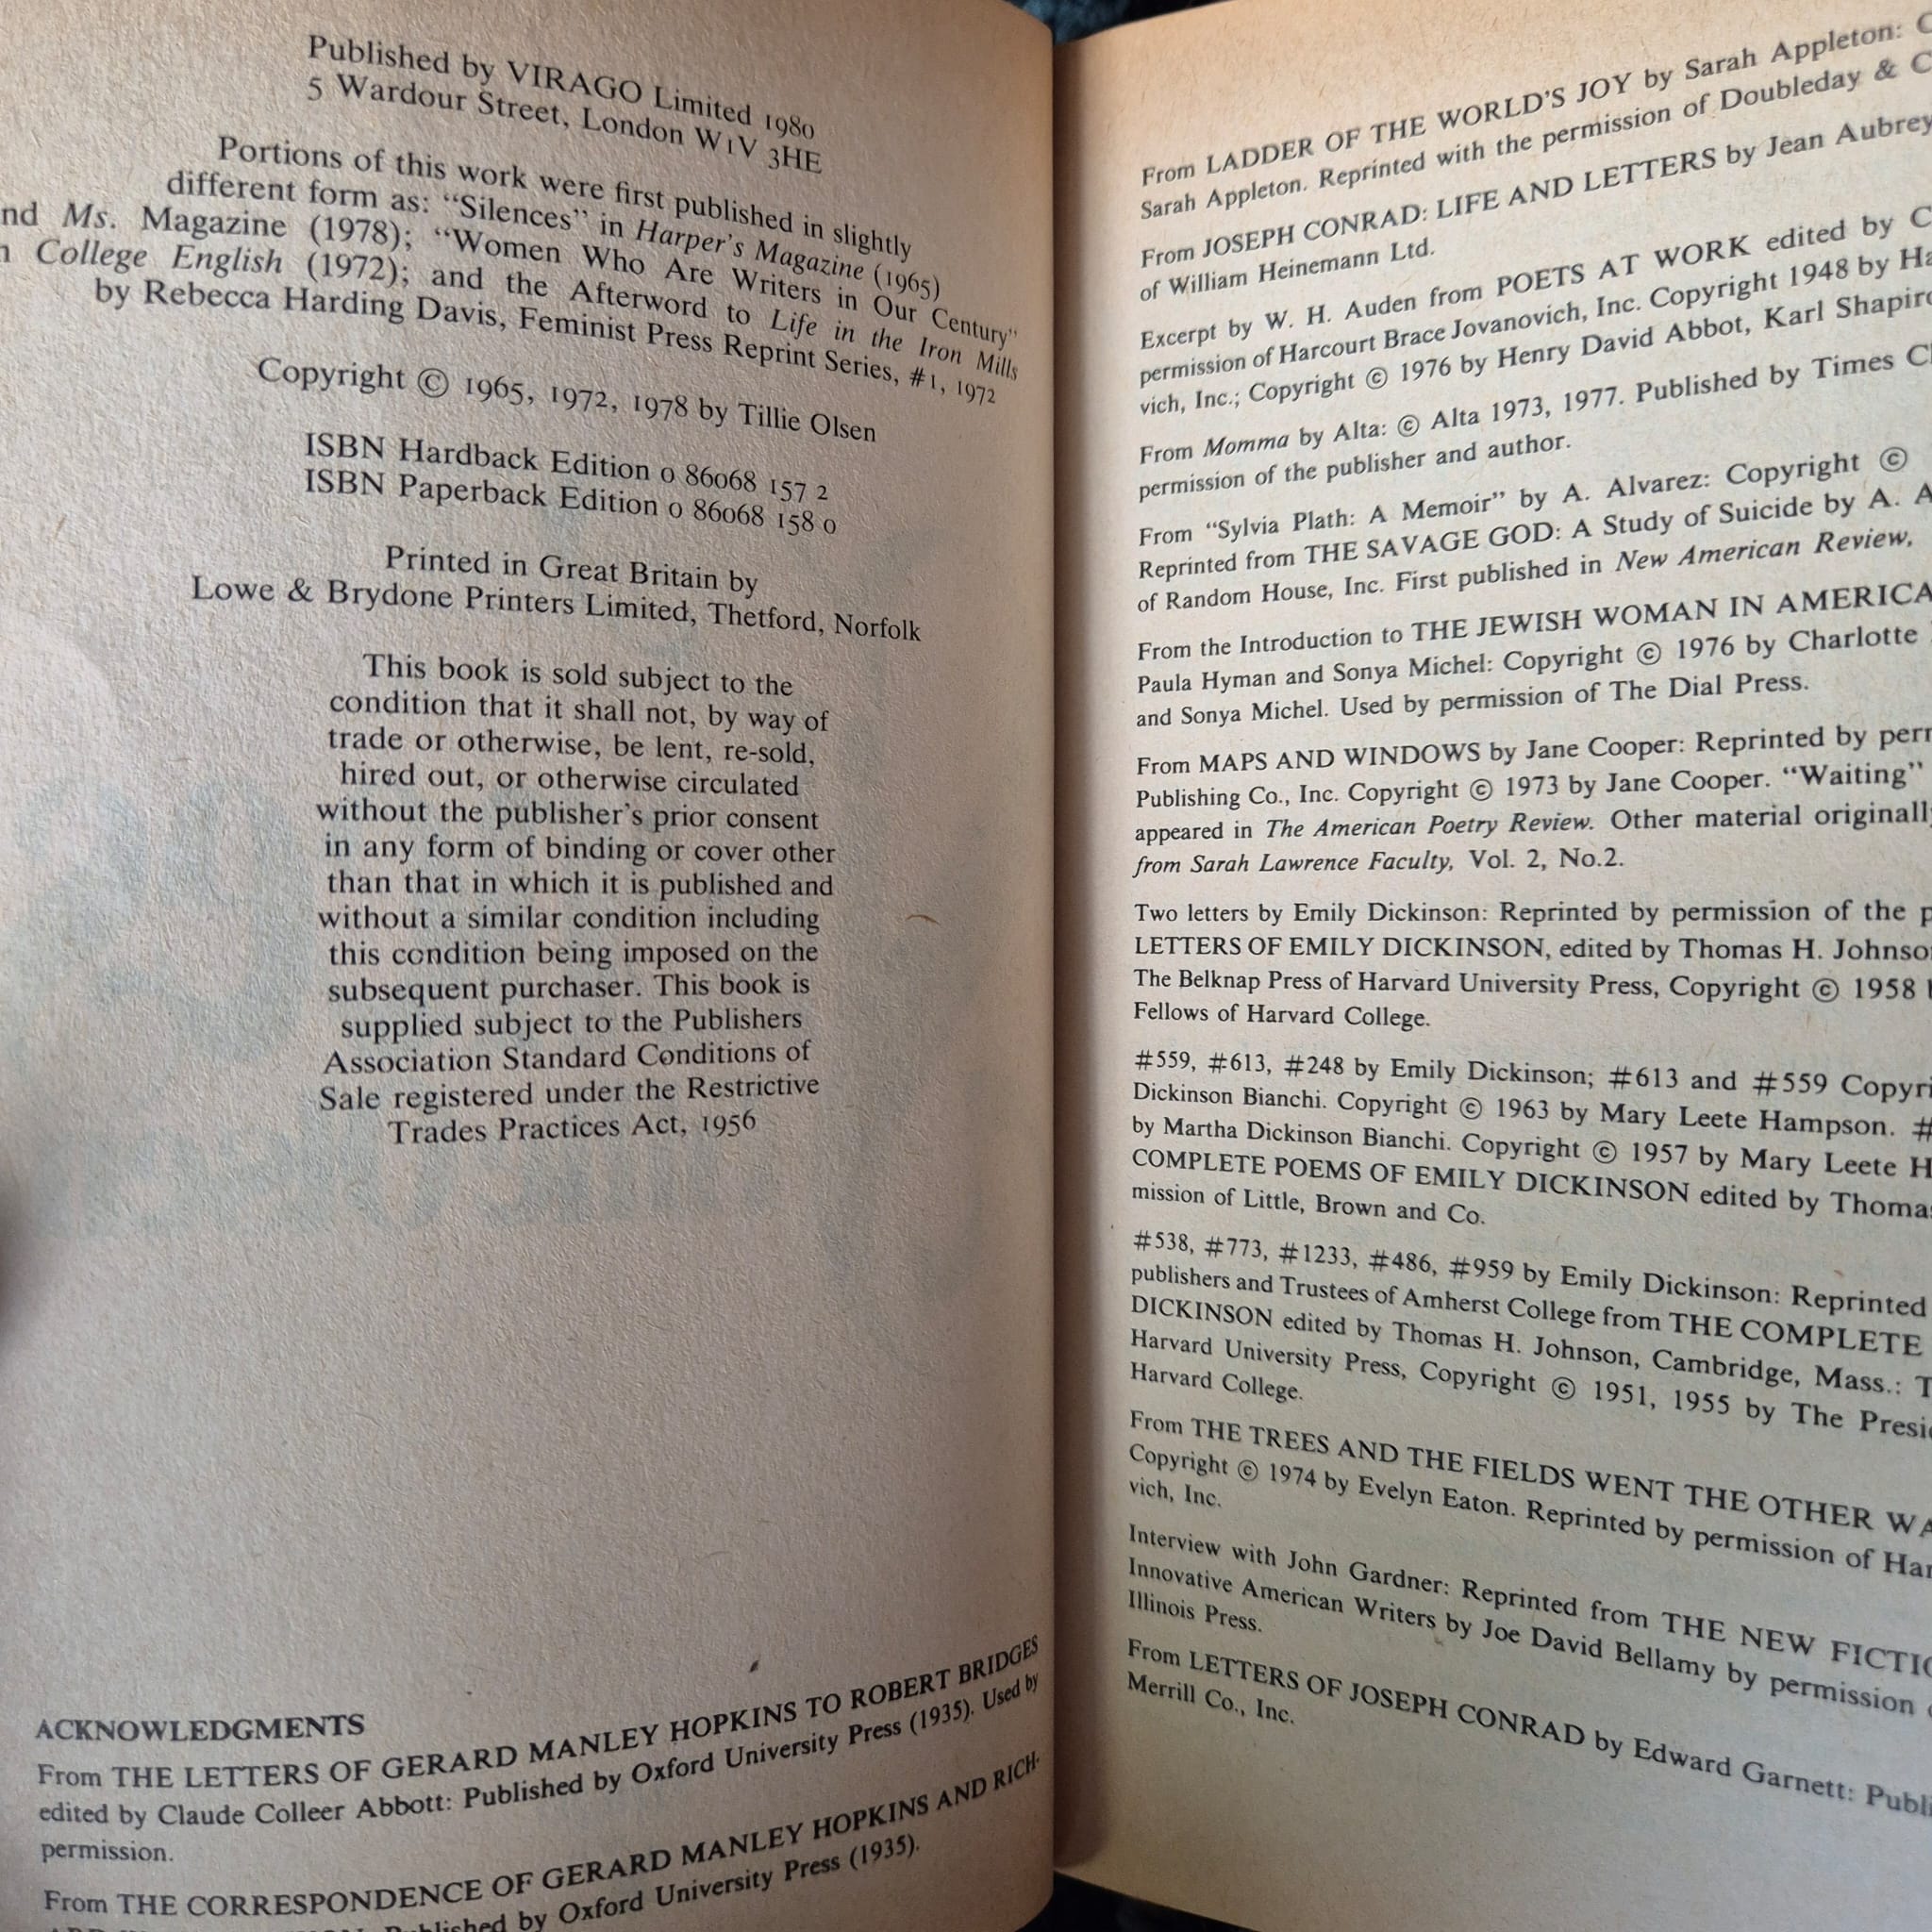 Published by VIRAGO Limited 1980
5 Wardour Street, London W1V 3HE
Portions of this work were first published in slightly
different form as: “Silences” in Harper’s Magazine (1965)
nd Ms. Magazine (1978); “Women Who Are Writers in Our Century”
n College English (1972); and the Afterword to Life in the Iron Mills
by Rebecca Harding Davis, Feminist Press Reprint Series, #1, 1972
Copyright © 1965, 1972, 1978 by Tillie Olsen
ISBN Hardback Edition 0 86068 157 2
ISBN Paperback Edition 0 86068 158 0
Printed in Great Britain by
Lowe & Brydone Printers Limited, Thetford, Norfolk
This book is sold subject to the
condition that it shall not, by way of
trade or otherwise, be lent, re-sold,
hired out, or otherwise circulated
without the publisher’s prior consent
in any form of binding or cover other
than that in which it is published and
without a similar condition including
this condition being imposed on the
subsequent purchaser. This book is
supplied subject to the Publishers
Association Standard Conditions of
Sale registered under the Restrictive
Trades Practices Act, 1956
ACKNOWLEDGMENTS
From THE LETTERS OF GERARD MANLEY HOPKINS TO ROBERT BRIDGES
edited by Claude Colleer Abbott: Published by Oxford University Press (1935). Used by
permission.
From THE CORRESPONDENCE OF GERARD MANLEY HOPKINS AND RICH-
Published by Oxford University Press (1935).
From LADDER OF THE WORLD’S JOY by Sarah Appleton: C
Sarah Appleton. Reprinted with the permission of Doubleday & C
From JOSEPH CONRAD: LIFE AND LETTERS by Jean Aubrey
of William Heinemann Ltd.
Excerpt by W. H. Auden from POETS AT WORK edited by C
permission of Harcourt Brace Jovanovich, Inc. Copyright 1948 by Ha
vich, Inc.; Copyright © 1976 by Henry David Abbot, Karl Shapiro
From Momma by Alta: © Alta 1973, 1977. Published by Times C
permission of the publisher and author.
From “Sylvia Plath: A Memoir” by A. Alvarez: Copyright ©
Reprinted from THE SAVAGE GOD: A Study of Suicide by A. A
of Random House, Inc. First published in New American Review,
From the Introduction to THE JEWISH WOMAN IN AMERICA
Paula Hyman and Sonya Michel: Copyright © 1976 by Charlotte
and Sonya Michel. Used by permission of The Dial Press.
From MAPS AND WINDOWS by Jane Cooper: Reprinted by perm
Publishing Co., Inc. Copyright © 1973 by Jane Cooper. “Waiting”
appeared in The American Poetry Review. Other material originally
from Sarah Lawrence Faculty, Vol. 2, No.2.
Two letters by Emily Dickinson: Reprinted by permission of the p
LETTERS OF EMILY DICKINSON, edited by Thomas H. Johnso
The Belknap Press of Harvard University Press, Copyright © 1958 b
Fellows of Harvard College.
#559, #613, #248 by Emily Dickinson; #613 and #559 Copyri
Dickinson Bianchi. Copyright © 1963 by Mary Leete Hampson. #
by Martha Dickinson Bianchi. Copyright © 1957 by Mary Leete H
COMPLETE POEMS OF EMILY DICKINSON edited by Thomas
mission of Little, Brown and Co.
#538, #773, #1233, #486, #959 by Emily Dickinson: Reprinted
publishers and Trustees of Amherst College from THE COMPLETE
DICKINSON edited by Thomas H. Johnson, Cambridge, Mass.: T
Harvard University Press, Copyright © 1951, 1955 by The Presid
Harvard College.
From THE TREES AND THE FIELDS WENT THE OTHER WA
Copyright © 1974 by Evelyn Eaton. Reprinted by permission of Har
vich, Inc.
Interview with John Gardner: Reprinted from THE NEW FICTIO
Innovative American Writers by Joe David Bellamy by permission o
Illinois Press.
From LETTERS OF JOSEPH CONRAD by Edward Garnett: Publi
Merrill Co., Inc.